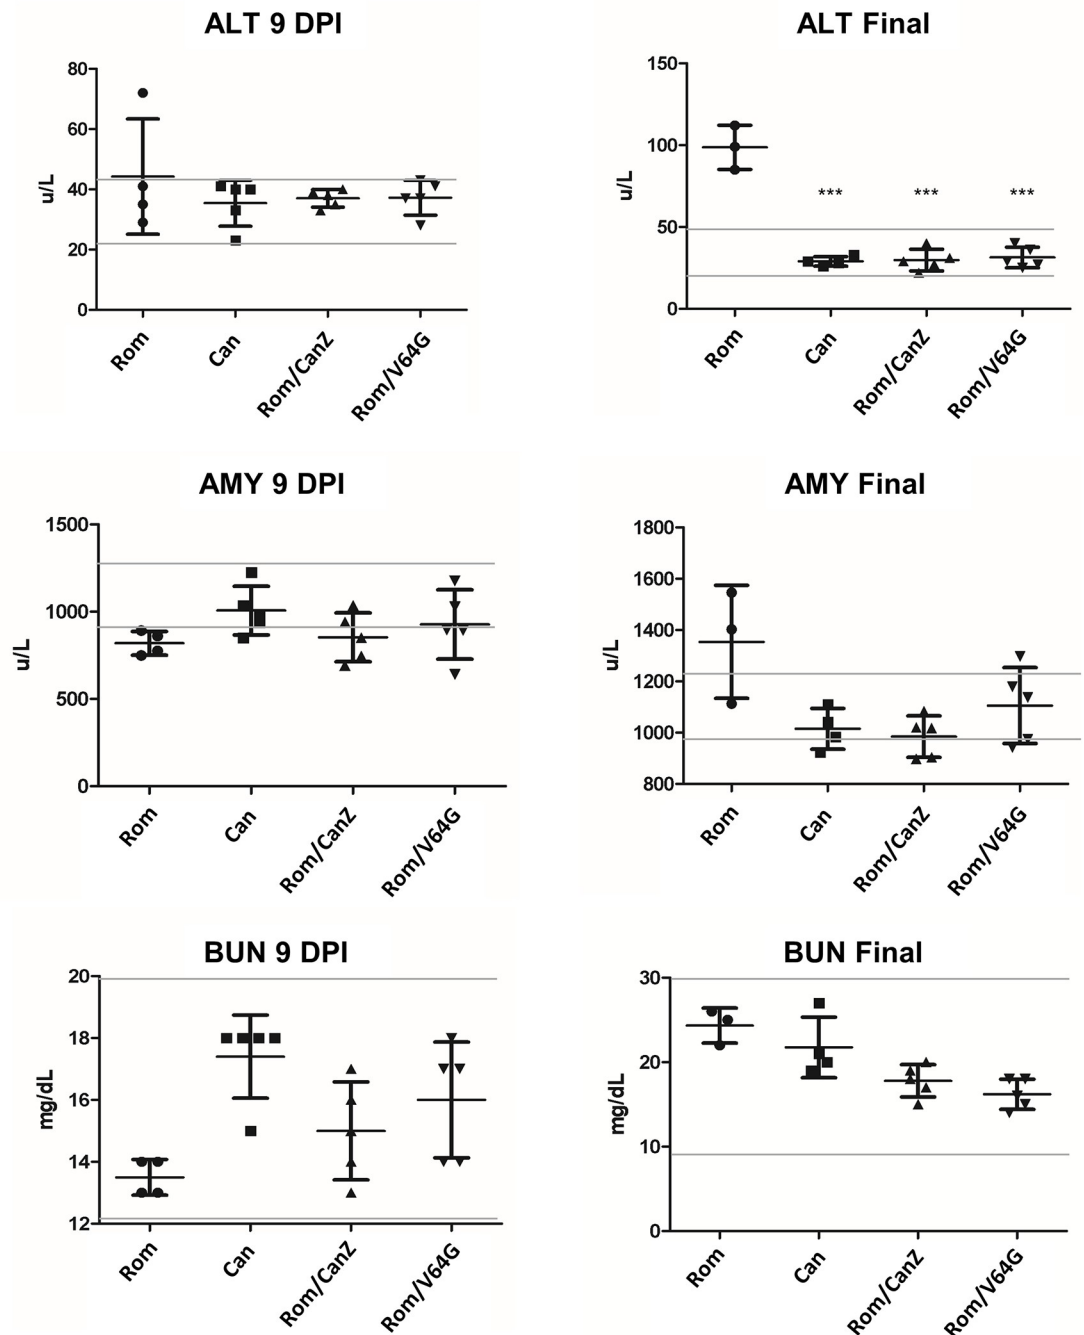 ALT 9 DPI
80
60
40
20
0
u/L
Rom
Can
Rom/CanZ
Rom/V64G
ALT Final
150
100
50
0
u/L
***
***
***
Rom
Can
Rom/CanZ
Rom/V64G
AMY 9 DPI
1500
1000
500
0
u/L
Rom
Can
Rom/CanZ
Rom/V64G
AMY Final
1800
1600
1400
1200
1000
800
u/L
Rom
Can
Rom/CanZ
Rom/V64G
BUN 9 DPI
20
18
16
14
12
mg/dL
Rom
Can
Rom/CanZ
Rom/V64G
BUN Final
30
20
10
0
mg/dL
Rom
Can
Rom/CanZ
Rom/V64G